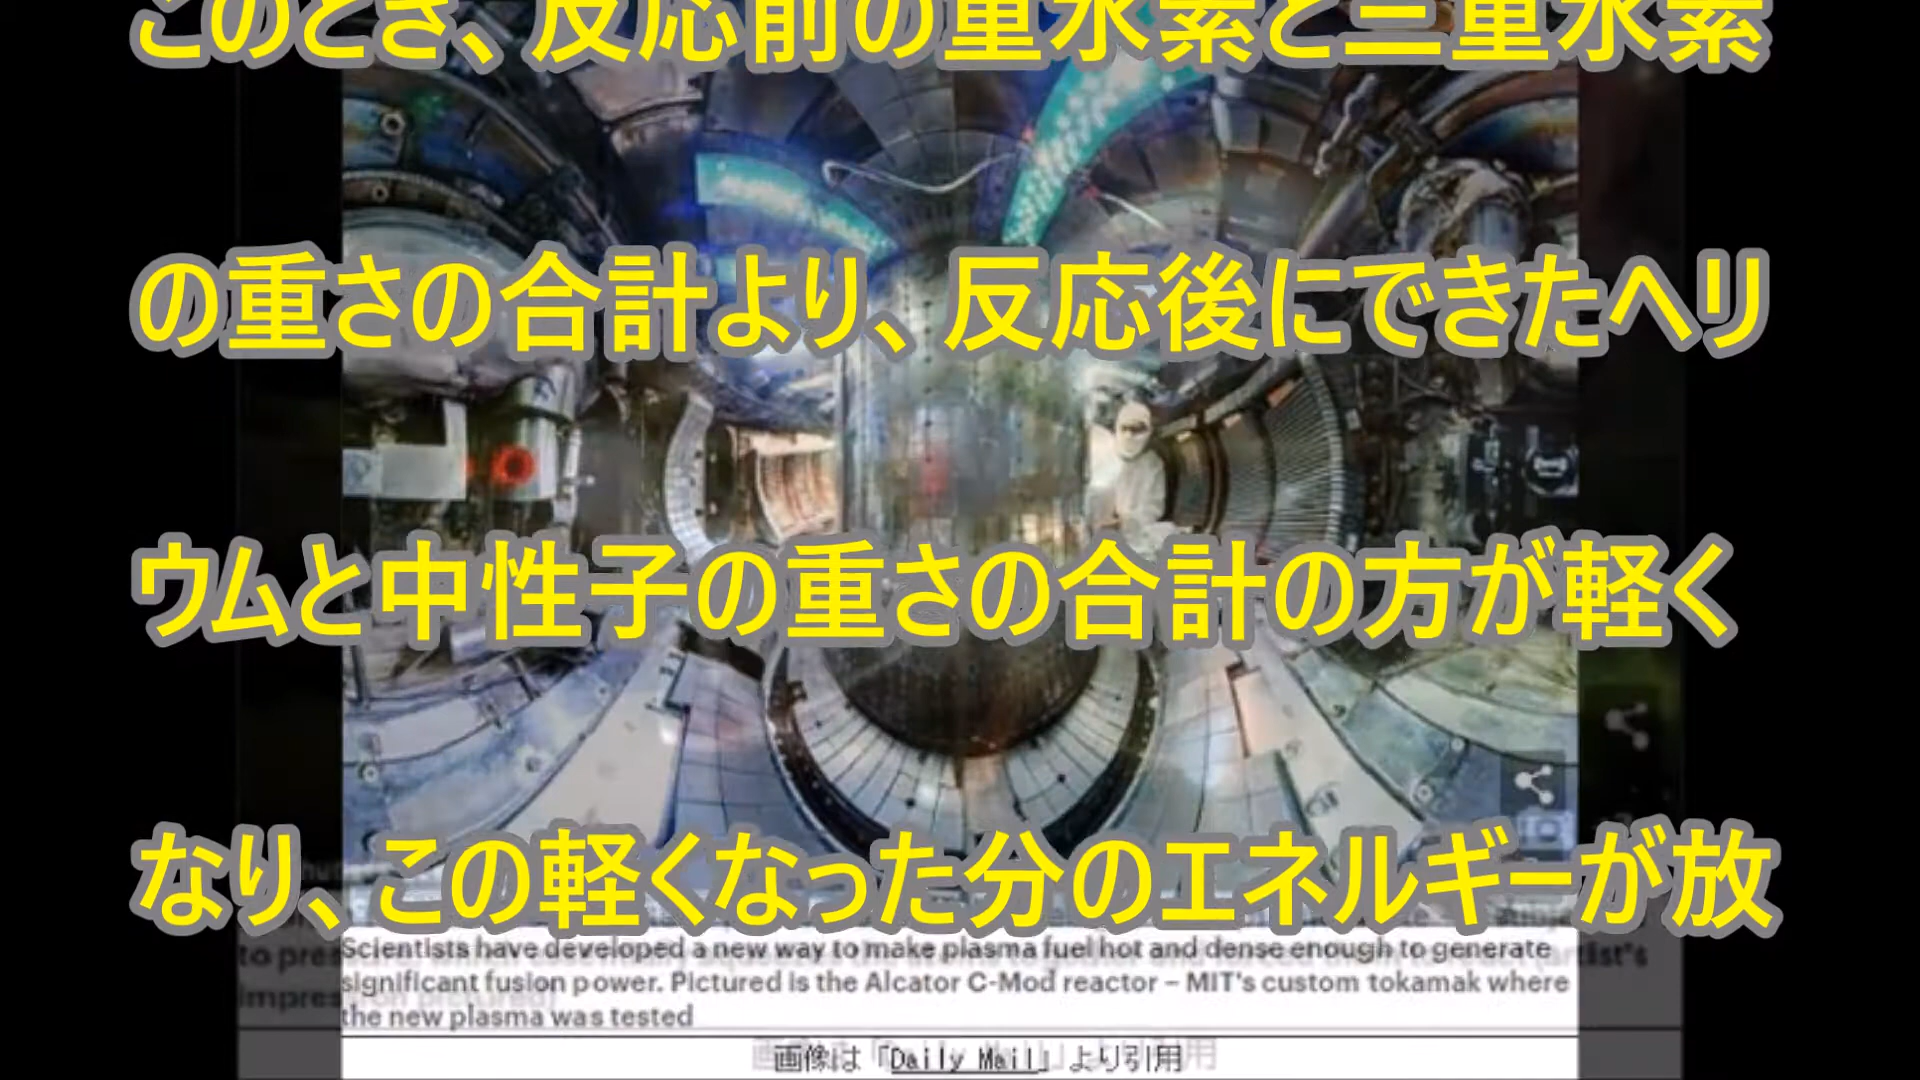 このとき、反応前の重水素と三重水素
の重さの合計より、反応後にできたヘリ
ウムと中性子の重さの合計の方が軽く
なり、この軽くなった分のエネルギーが放
Scientists have developed a new way to make plasma fuel hot and dense enough to generate
significant fusion power. Pictured is the Alcator C-Mod reactor – MIT's custom tokamak where
the new plasma was tested
画像は「Daily Mail」より引用